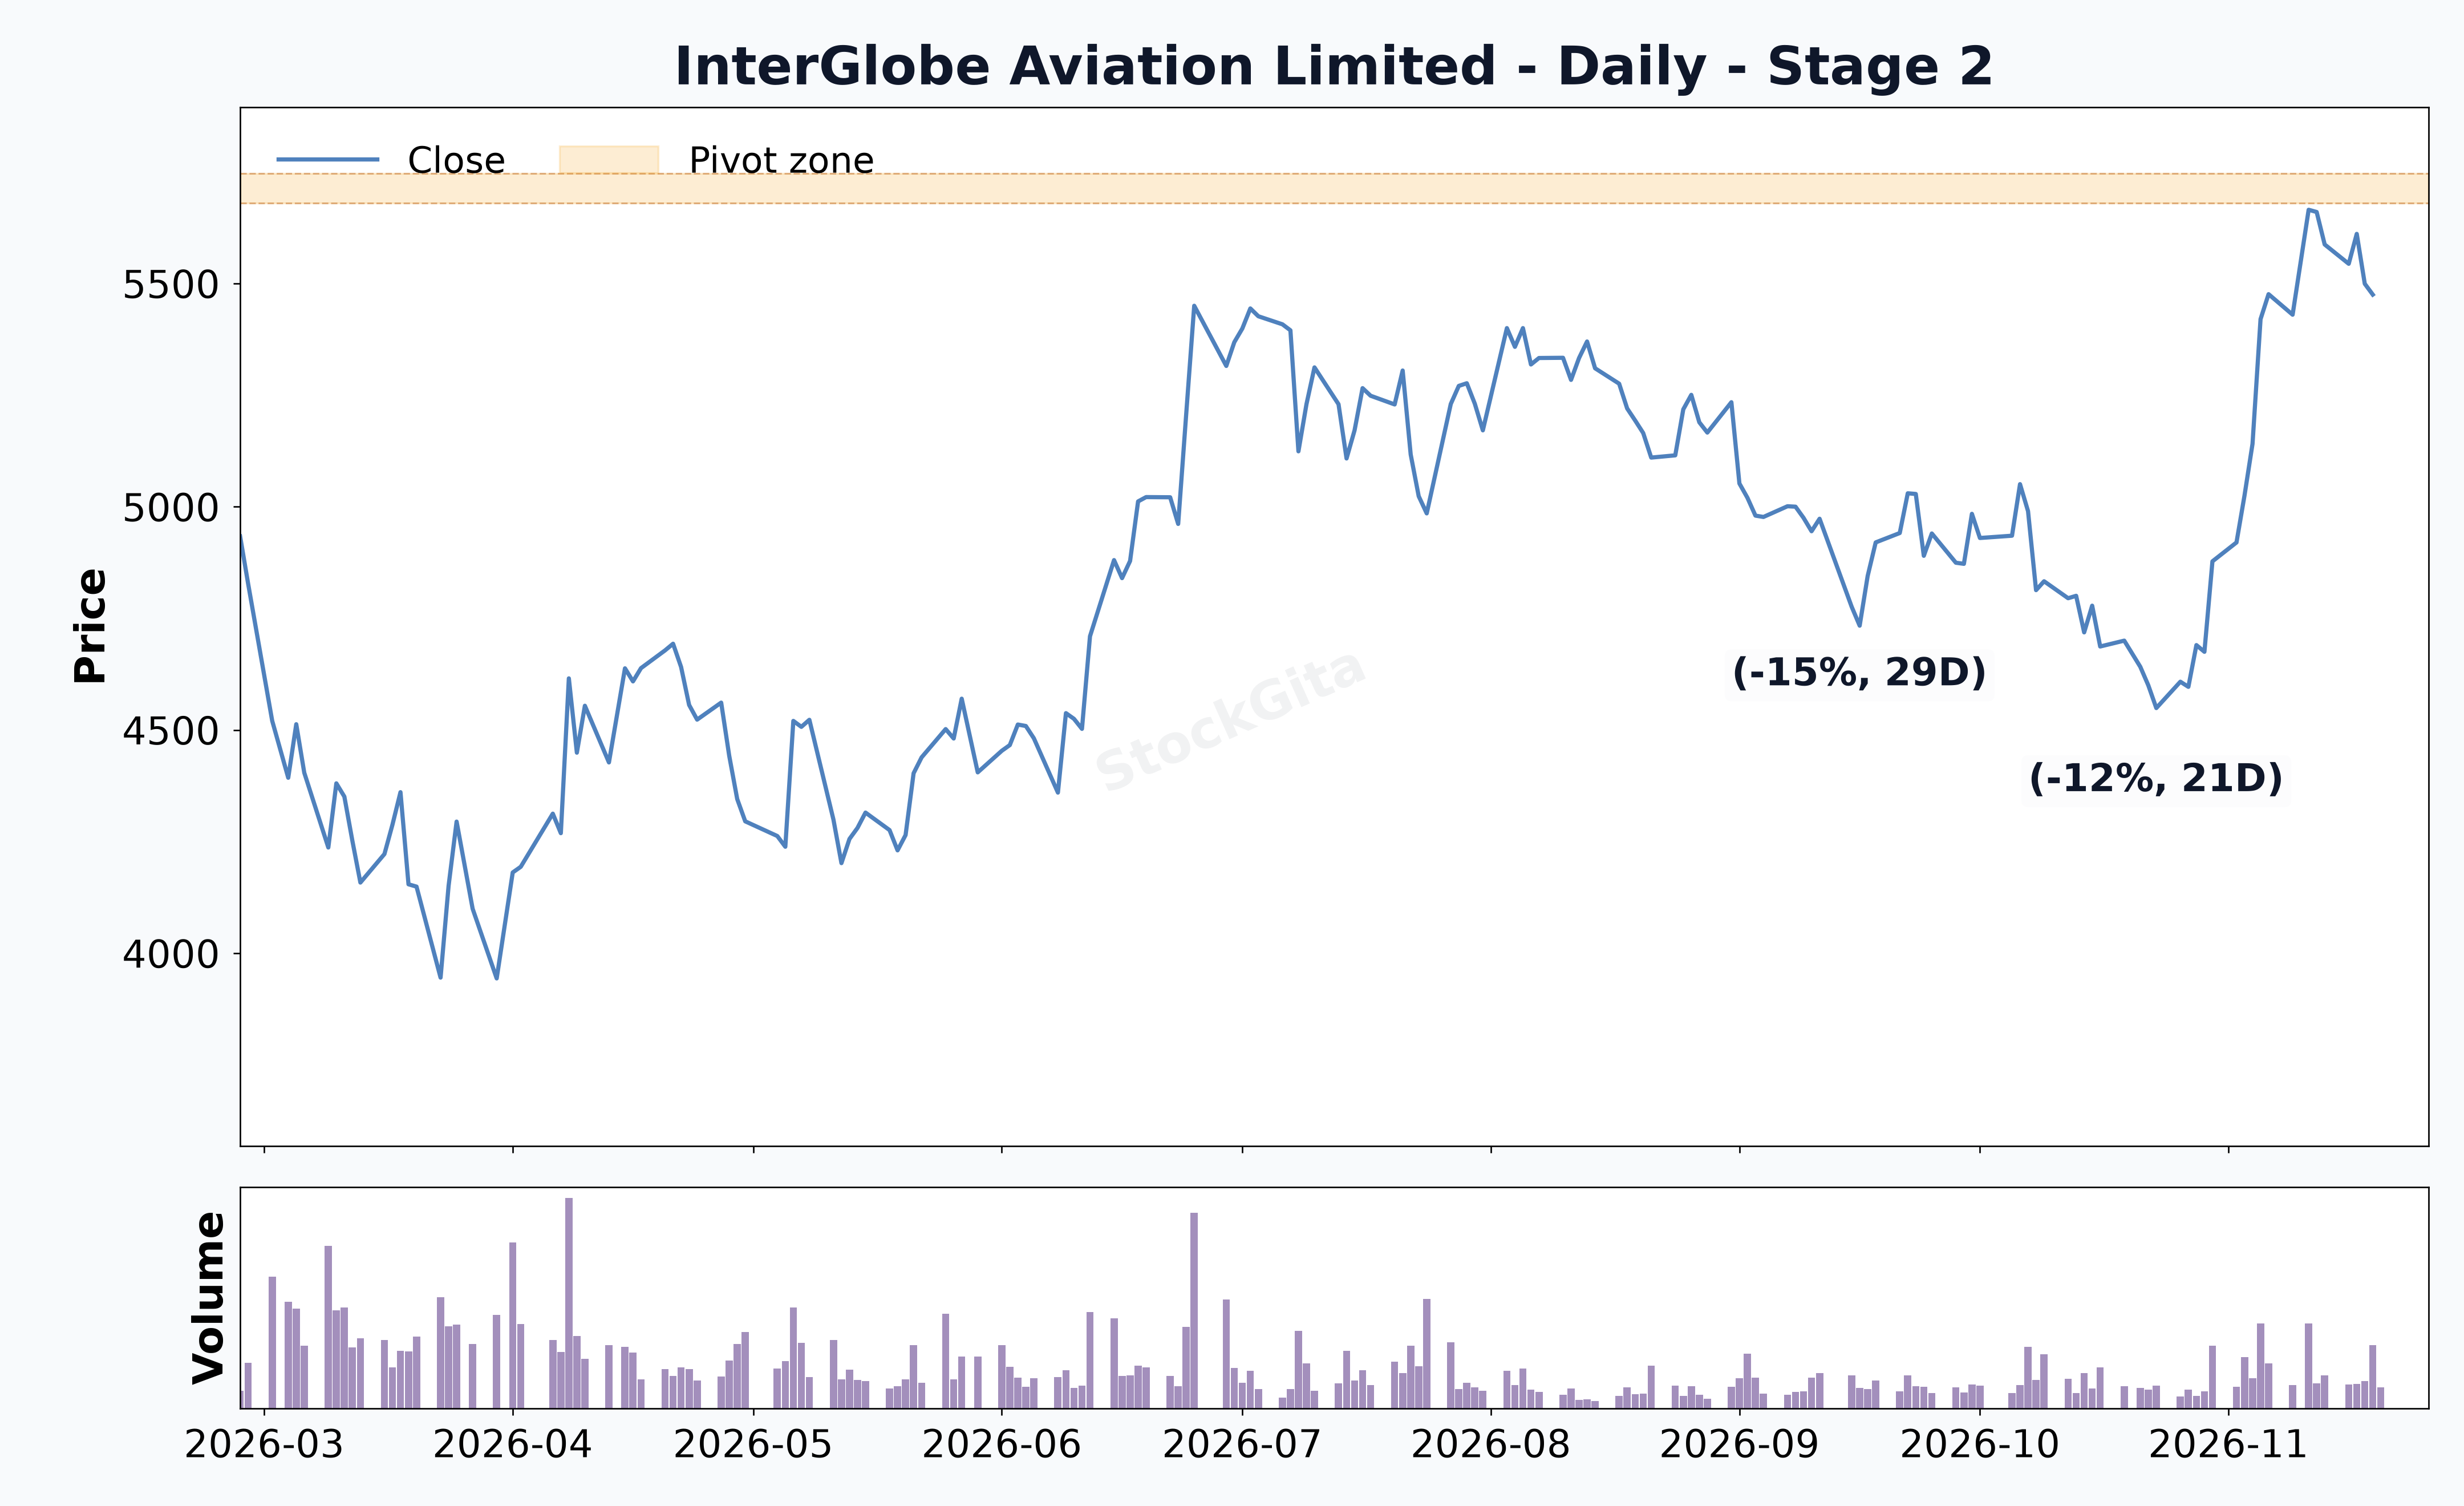 InterGlobe Aviation Limited - Daily - Stage 2
Close
Pivot zone
5500
5000
4500
4000
Price
(-15%, 29D)
(-12%, 21D)
StockGita
Volume
2026-03
2026-04
2026-05
2026-06
2026-07
2026-08
2026-09
2026-10
2026-11